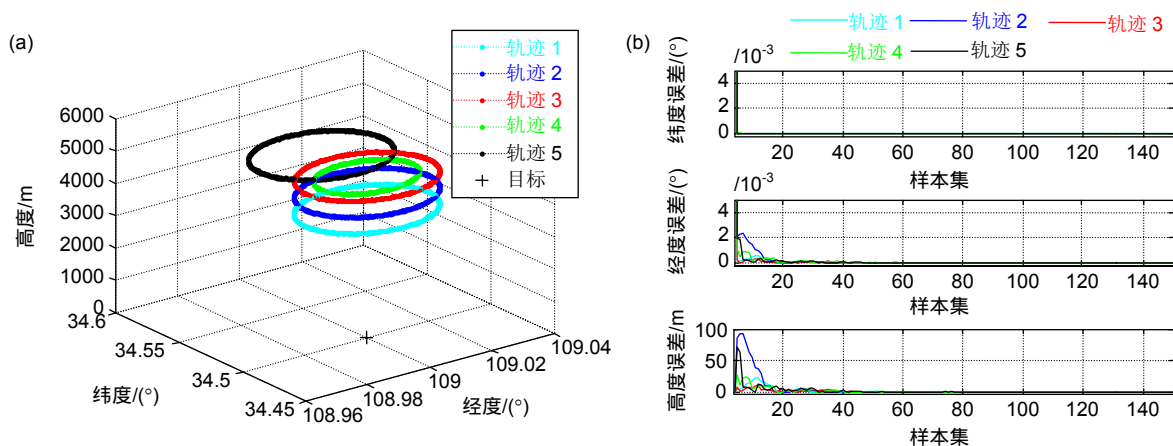 (a)
轨迹 1
轨迹 2
轨迹 3
轨迹 4
轨迹 5
目标
高度/m
6000
5000
4000
3000
2000
1000
0
34.6
34.55
34.5
34.45
纬度/(°)
108.96
108.98
109
109.02
109.04
经度/(°)
(b)
轨迹 1
轨迹 2
轨迹 3
轨迹 4
轨迹 5
/10⁻³
纬度误差/(°)
4
2
0
20 40 60 80 100 120 140
样本集
/10⁻³
经度误差/(°)
4
2
0
20 40 60 80 100 120 140
样本集
高度误差/m
100
50
0
20 40 60 80 100 120 140
样本集